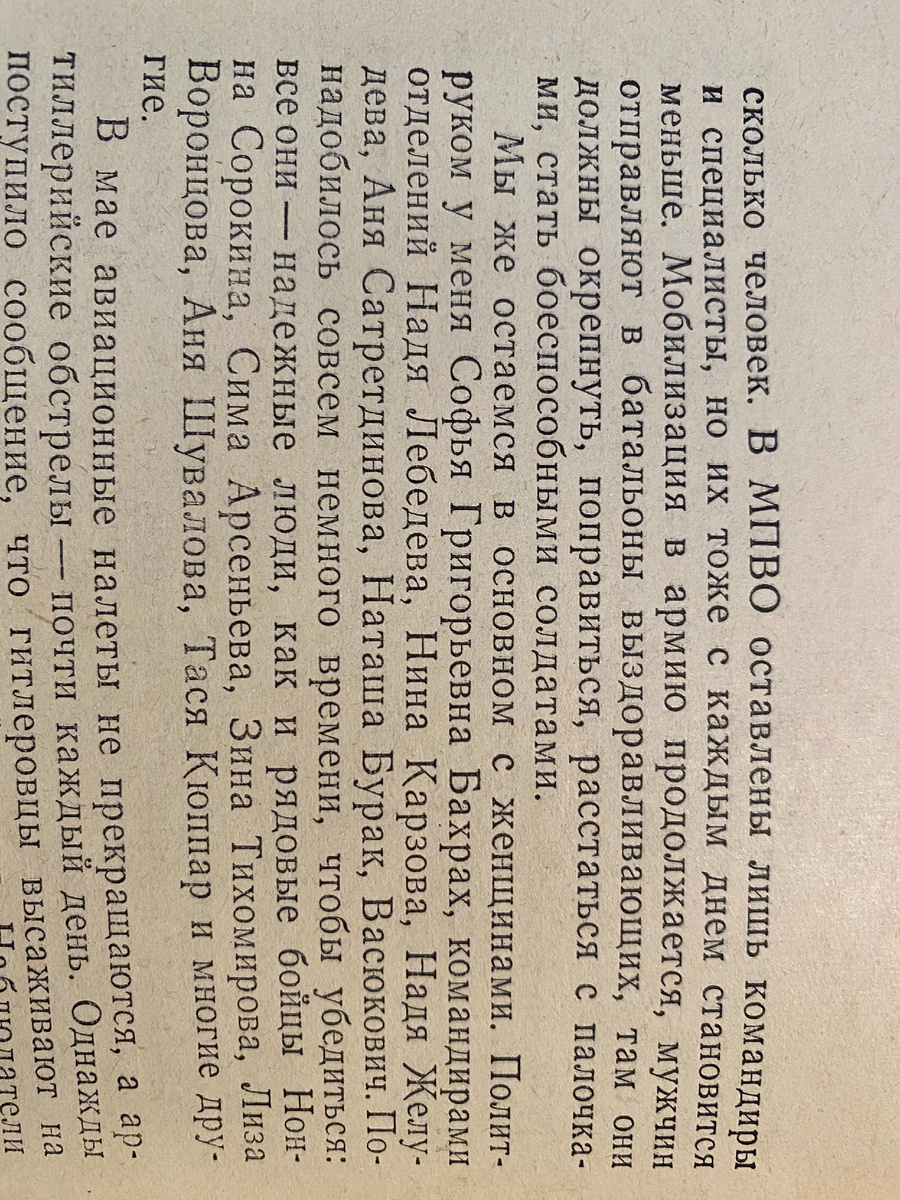 сколько человек. В МПВО оставлены лишь командиры
и специалисты, но их тоже с каждым днем становится
меньше. Мобилизация в армию продолжается, мужчин
отправляют в батальоны выздоравливающих, там они
должны окрепнуть, поправиться, расстаться с палочка-
ми, стать боеспособными солдатами.
Мы же остаемся в основном с женщинами. Полит-
руком у меня Софья Григорьевна Бахрах, командирами
отделений Надя Лебедева, Нина Карзова, Надя Желу-
дева, Аня Сатретдинова, Наташа Бурак, Васюкович. По-
надобилось совсем немного времени, чтобы убедиться:
все они — надежные люди, как и рядовые бойцы Нон-
на Сорокина, Сима Арсеньева, Зина Тихомирова, Лиза
Воронцова, Аня Шувалова, Тася Кюппар и многие дру-
гие.
В мае авиационные налеты не прекращаются, а ар-
тиллерийские обстрелы — почти каждый день. Однажды
поступило сообщение, что гитлеровцы высаживают на
Наблюдатели